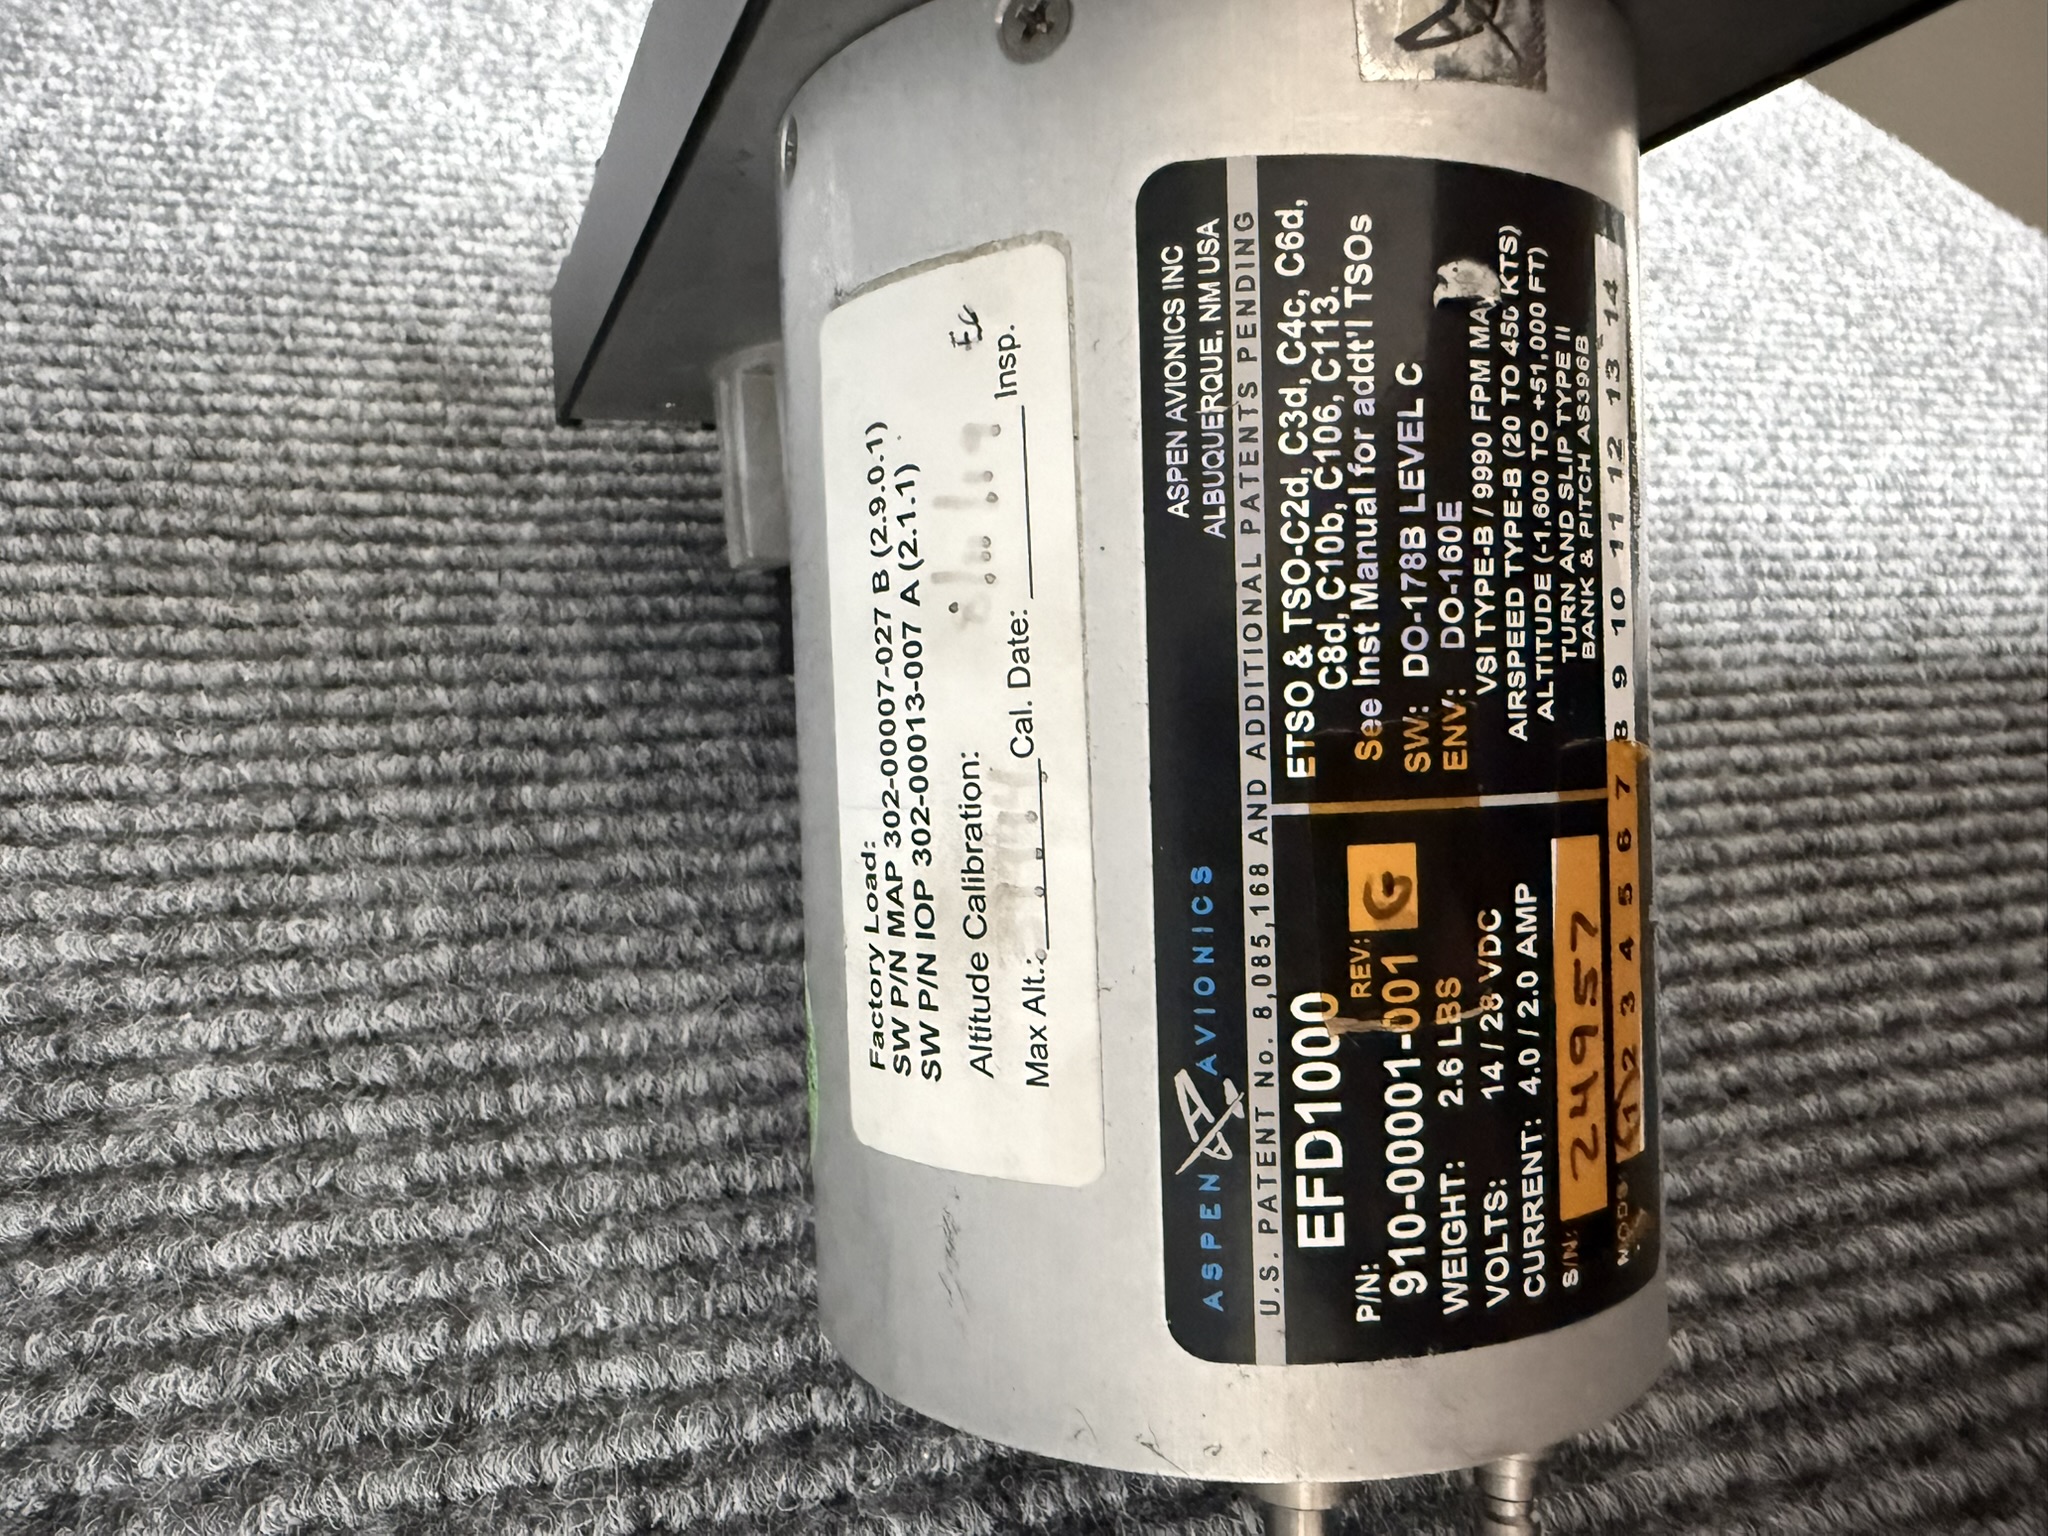 Factory Load:
SW P/N MAP 302-00007-027 B (2.9.0.1)
SW P/N IOP 302-00013-007 A (2.1.1)
Altitude Calibration:
Max Alt.: Cal. Date: Insp.
ASPEN AVIONICS
ASPEN AVIONICS INC
ALBUQUERQUE, NM USA
U.S. PATENT No. 8,085,168 AND ADDITIONAL PATENTS PENDING
EFD1000
P/N: REV: G
910-00001-001
WEIGHT: 2.6 LBS
VOLTS: 14 / 28 VDC
CURRENT: 4.0 / 2.0 AMP
S/N: 24957
ETSO & TSO-C2d, C3d, C4c, C6d,
C8d, C10b, C106, C113.
See Inst Manual for addt'l TSOs
SW: DO-178B LEVEL C
ENV: DO-160E
VSI TYPE-B / 9990 FPM MAX
AIRSPEED TYPE-B (20 TO 450 KTS)
ALTITUDE (-1,600 TO +51,000 FT)
TURN AND SLIP TYPE II
BANK & PITCH AS396B
MODS: 1 2 3 4 5 6 7 8 9 10 11 12 13 14